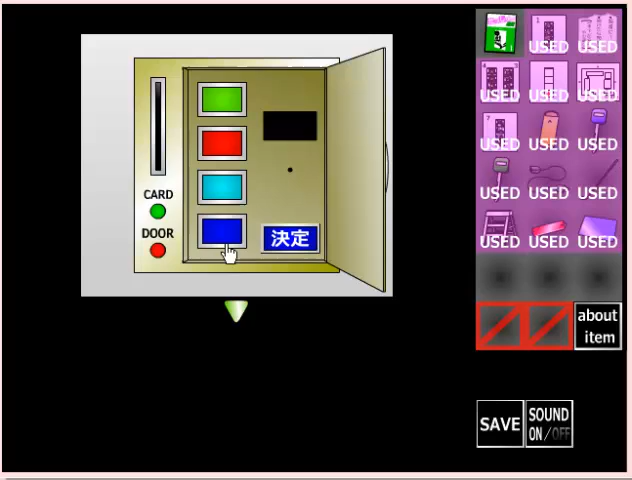 CARD
DOOR
決定
USED USED
USED USED USED
USED USED USED
USED USED USED
USED USED USED
about
item
SAVE
SOUND
ON/OFF